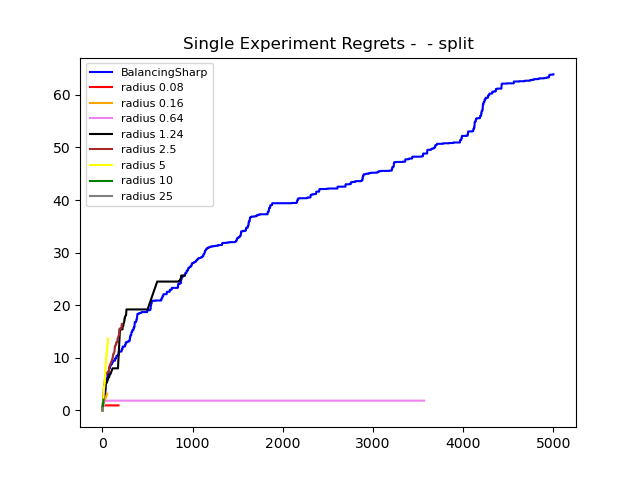 Single Experiment Regrets -  - split
BalancingSharp
radius 0.08
radius 0.16
radius 0.64
radius 1.24
radius 2.5
radius 5
radius 10
radius 25
60
50
40
30
20
10
0
0 1000 2000 3000 4000 5000